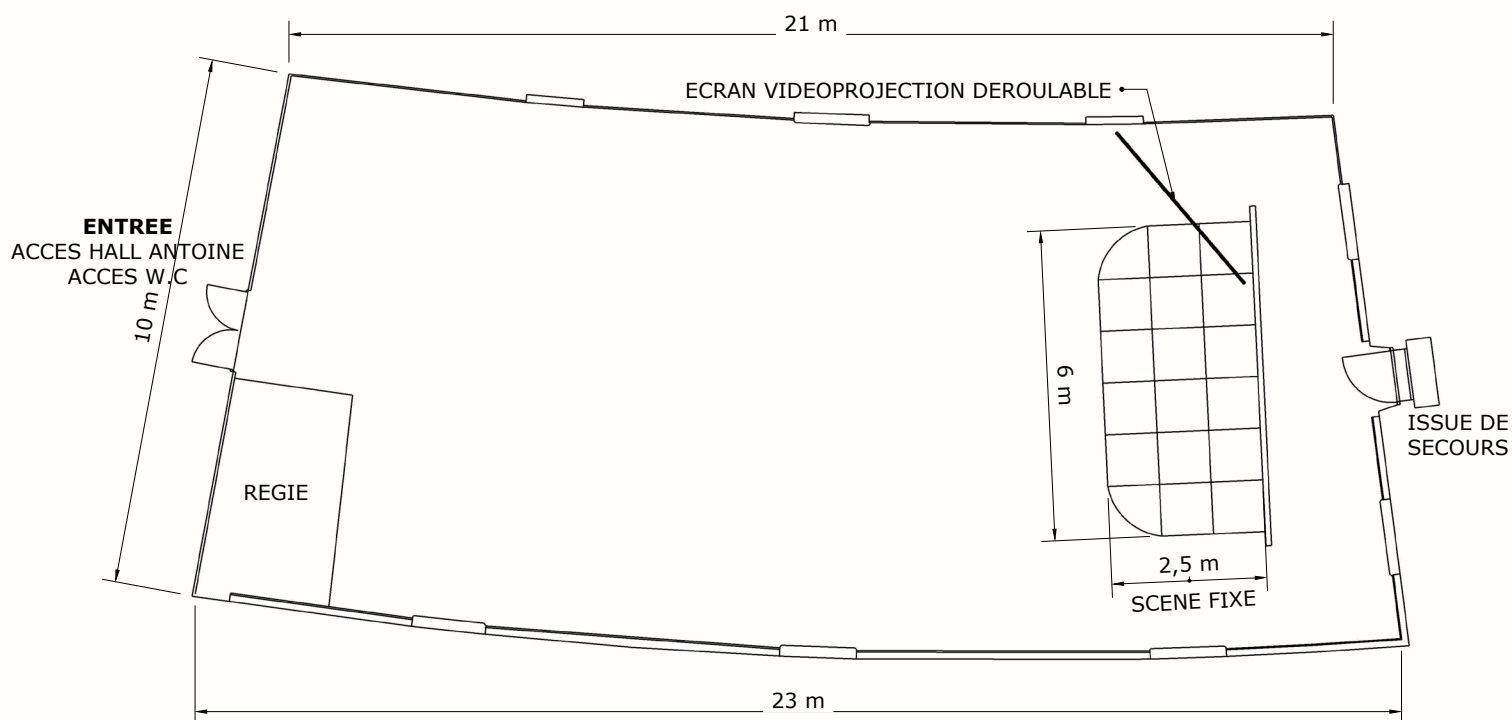 21 m
ECRAN VIDEOPROJECTION DEROULABLE
ENTREE
ACCES HALL ANTOINE
ACCES W.C
10 m
6 m
ISSUE DE
SECOURS
REGIE
2,5 m
SCENE FIXE
23 m